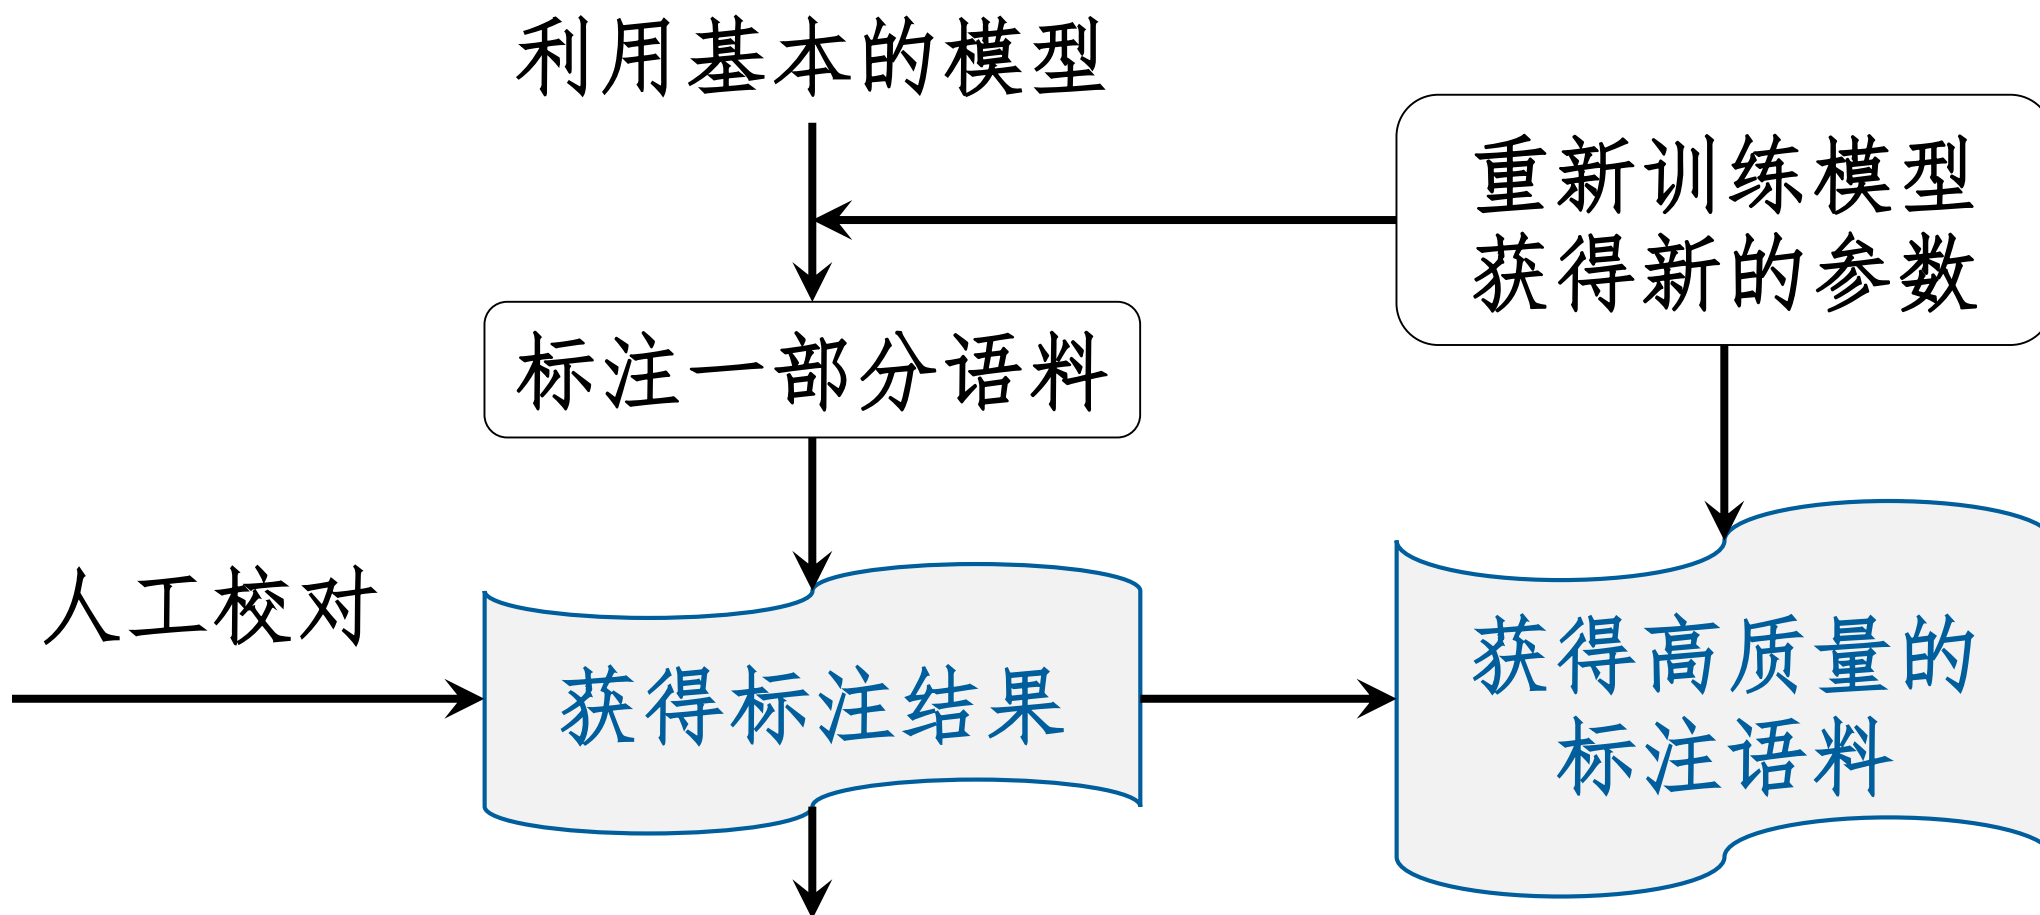 利用基本的模型
重新训练模型
获得新的参数
标注一部分语料
人工校对
获得标注结果
获得高质量的
标注语料